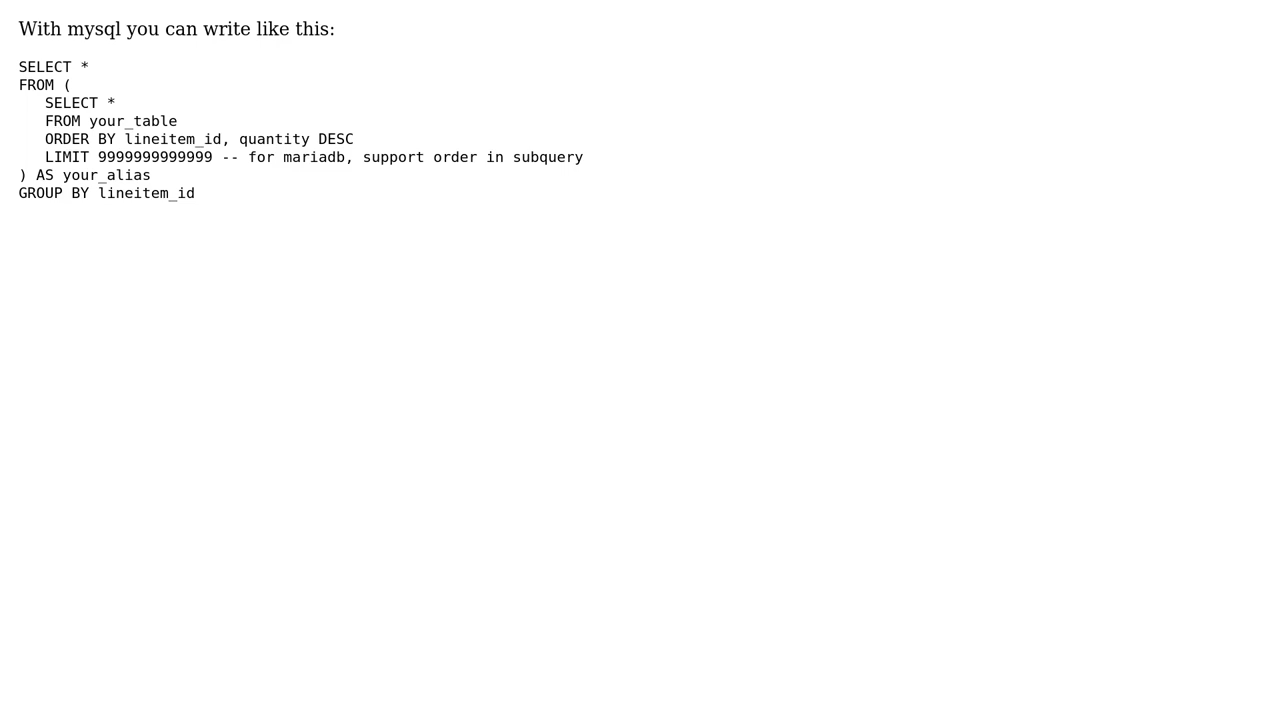 With mysql you can write like this:
SELECT *
FROM (
   SELECT *
   FROM your_table
   ORDER BY lineitem_id, quantity DESC
   LIMIT 9999999999999 -- for mariadb, support order in subquery
) AS your_alias
GROUP BY lineitem_id